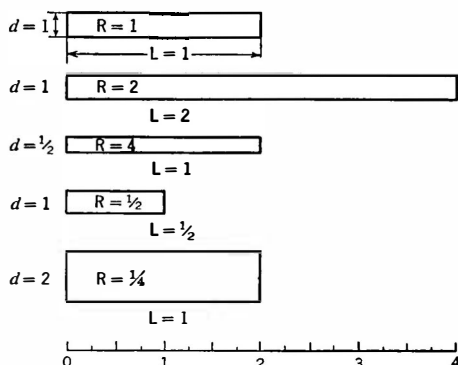 d = 1 R = 1
L = 1
d = 1 R = 2
L = 2
d = ½ R = 4
L = 1
d = 1 R = ½
L = ½
d = 2 R = ¼
L = 1
0 1 2 3 4